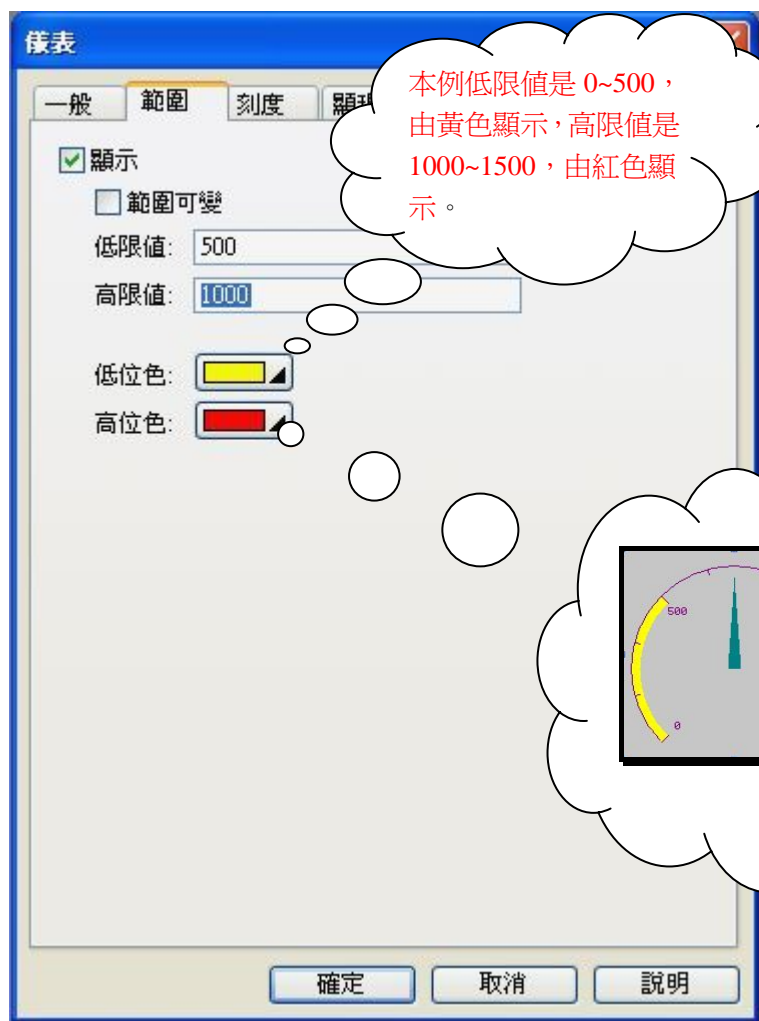 儀表
一般 範圍 刻度
本例低限值是 0~500，
由黃色顯示，高限值是
1000~1500，由紅色顯
示。
顯示
範圍可變
低限值: 500
高限值: 1000
低位色:
高位色:
500
0
確定 取消 說明